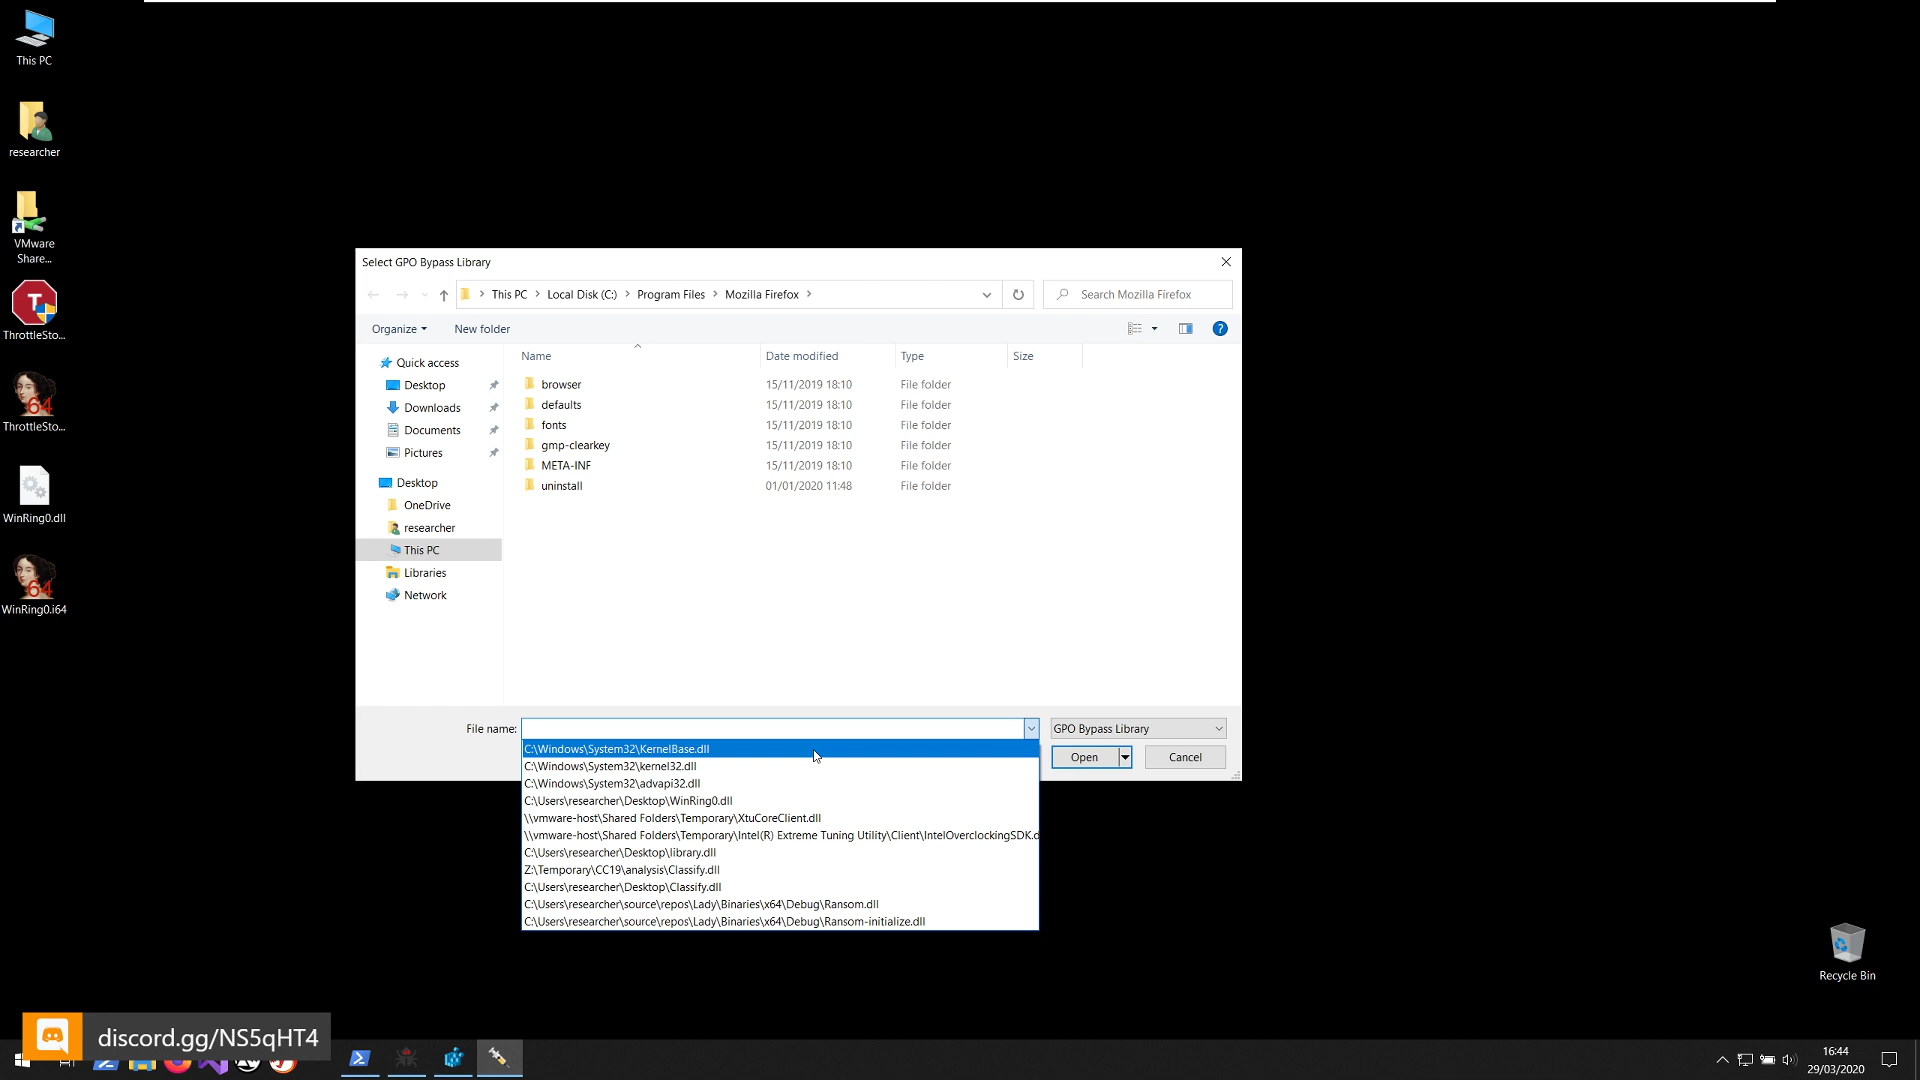 This PC
researcher
VMware
Share...
ThrottleSto...
64
ThrottleSto...
WinRing0.dll
64
WinRing0.i64
Select GPO Bypass Library
This PC > Local Disk (C:) > Program Files > Mozilla Firefox >
Search Mozilla Firefox
Organize
New folder
Quick access
Desktop
Downloads
Documents
Pictures
Desktop
OneDrive
researcher
This PC
Libraries
Network
Name Date modified Type Size
browser 15/11/2019 18:10 File folder
defaults 15/11/2019 18:10 File folder
fonts 15/11/2019 18:10 File folder
gmp-clearkey 15/11/2019 18:10 File folder
META-INF 15/11/2019 18:10 File folder
uninstall 01/01/2020 11:48 File folder
File name:
GPO Bypass Library
Open
Cancel
C:\Windows\System32\KernelBase.dll
C:\Windows\System32\kernel32.dll
C:\Windows\System32\advapi32.dll
C:\Users\researcher\Desktop\WinRing0.dll
\\vmware-host\Shared Folders\Temporary\XtuCoreClient.dll
\\vmware-host\Shared Folders\Temporary\Intel(R) Extreme Tuning Utility\Client\IntelOverclockingSDK.d
C:\Users\researcher\Desktop\library.dll
Z:\Temporary\CC19\analysis\Classify.dll
C:\Users\researcher\Desktop\Classify.dll
C:\Users\researcher\source\repos\Lady\Binaries\x64\Debug\Ransom.dll
C:\Users\researcher\source\repos\Lady\Binaries\x64\Debug\Ransom-initialize.dll
Recycle Bin
discord.gg/NS5qHT4
16:44
29/03/2020